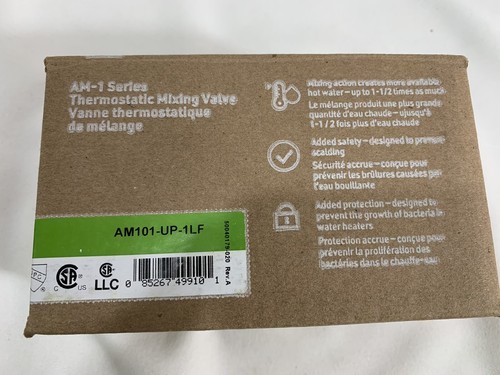 AM-1 Series
Thermostatic Mixing Valve
Vanne thermostatique
de mélange
Mixing action creates more available
hot water – up to 1-1/2 times as much
Le mélange produit une plus grande
quantité d'eau chaude – jusqu'à
1-1/2 fois plus d'eau chaude
Added safety – designed to prevent
scalding
Sécurité accrue – conçue pour
prévenir les brûlures causées par
l'eau bouillante
Added protection – designed to
prevent the growth of bacteria in
water heaters
Protection accrue – conçue pour
prévenir la prolifération des
bactéries dans le chauffe-eau
AM101-UP-1LF
Rev.A
C US
LLC
0 85267 49910 1